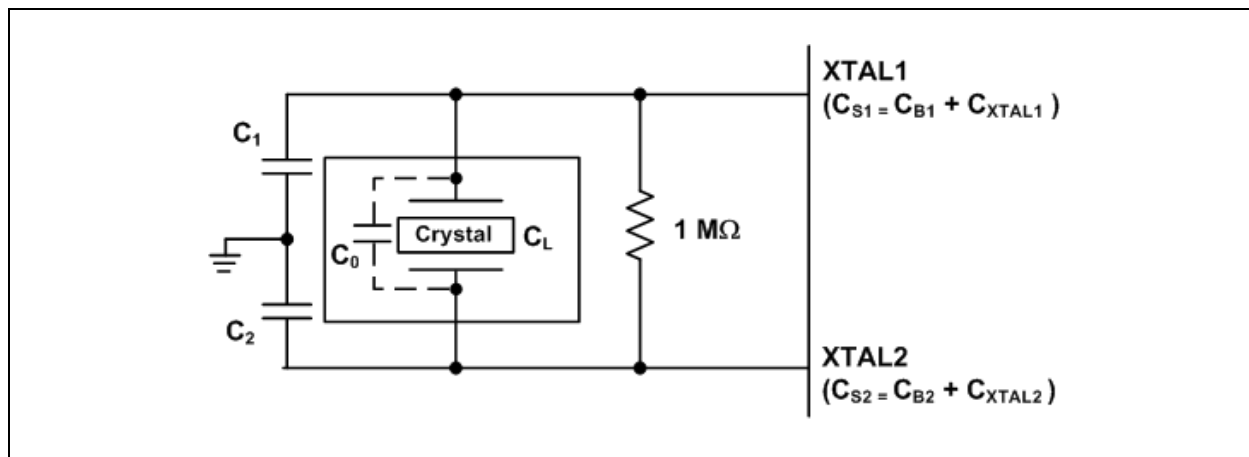 XTAL1
(CS1 = CB1 + CXTAL1 )
C1
Crystal
CL
C0
1 MΩ
C2
XTAL2
(CS2 = CB2 + CXTAL2 )